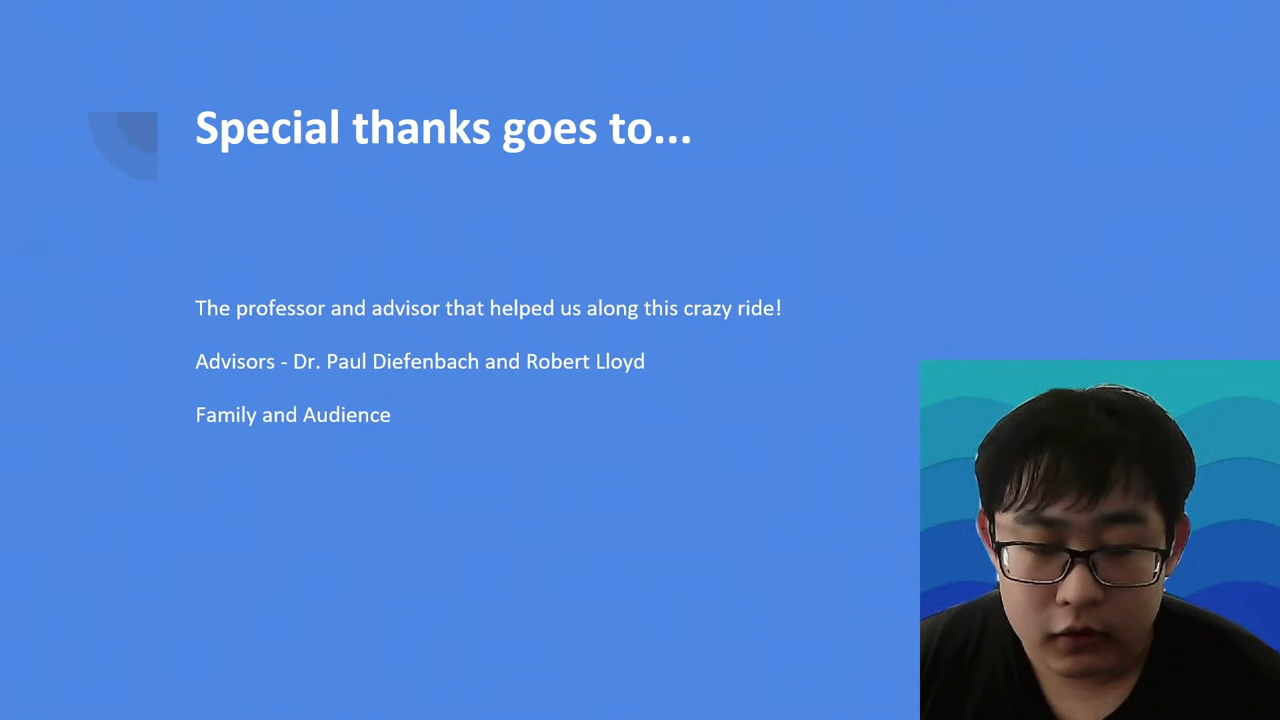 Special thanks goes to...
The professor and advisor that helped us along this crazy ride!
Advisors - Dr. Paul Diefenbach and Robert Lloyd
Family and Audience